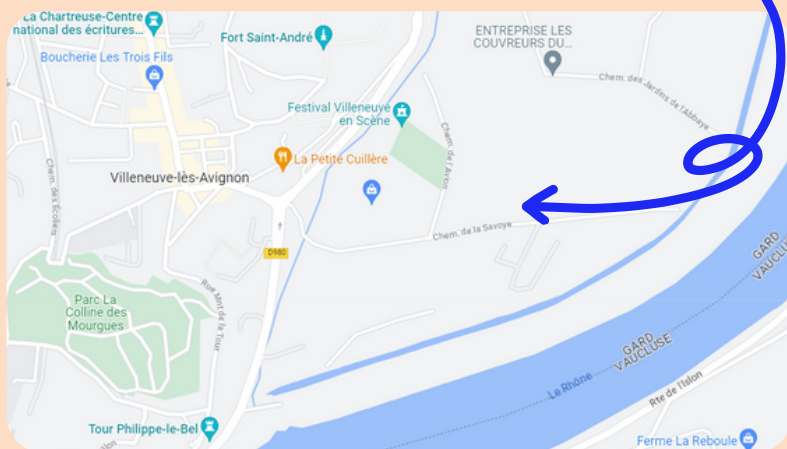 La Chartreuse-Centre
national des écritures...
Fort Saint-André
ENTREPRISE LES
COUVREURS DU...
Boucherie Les Trois Fils
Chem. des Jardins de l'Abbaye
Festival Villeneuve
en Scène
Chem. de l'Avion
La Petite Cuillère
Villeneuve-lès-Avignon
Chem. des Écoliers
Chem. de la Savoye
D980
GARD
VAUCLUSE
Parc La
Colline des
Mourgues
Rue Mnt de la Tour
GARD
VAUCLUSE
Le Rhône
Rte de l'Islon
Tour Philippe-le-Bel
Ferme La Reboule